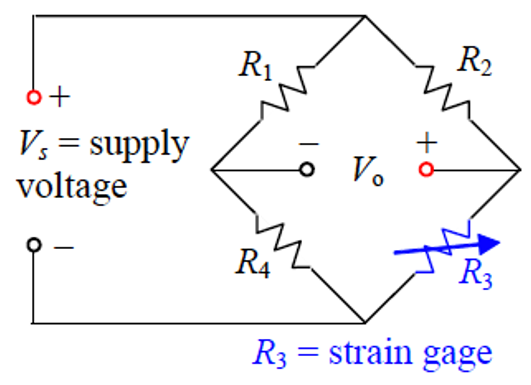 R₁
R₂
+
Vₛ = supply
voltage
−
Vₒ
+
−
R₄
R₃
R₃ = strain gage